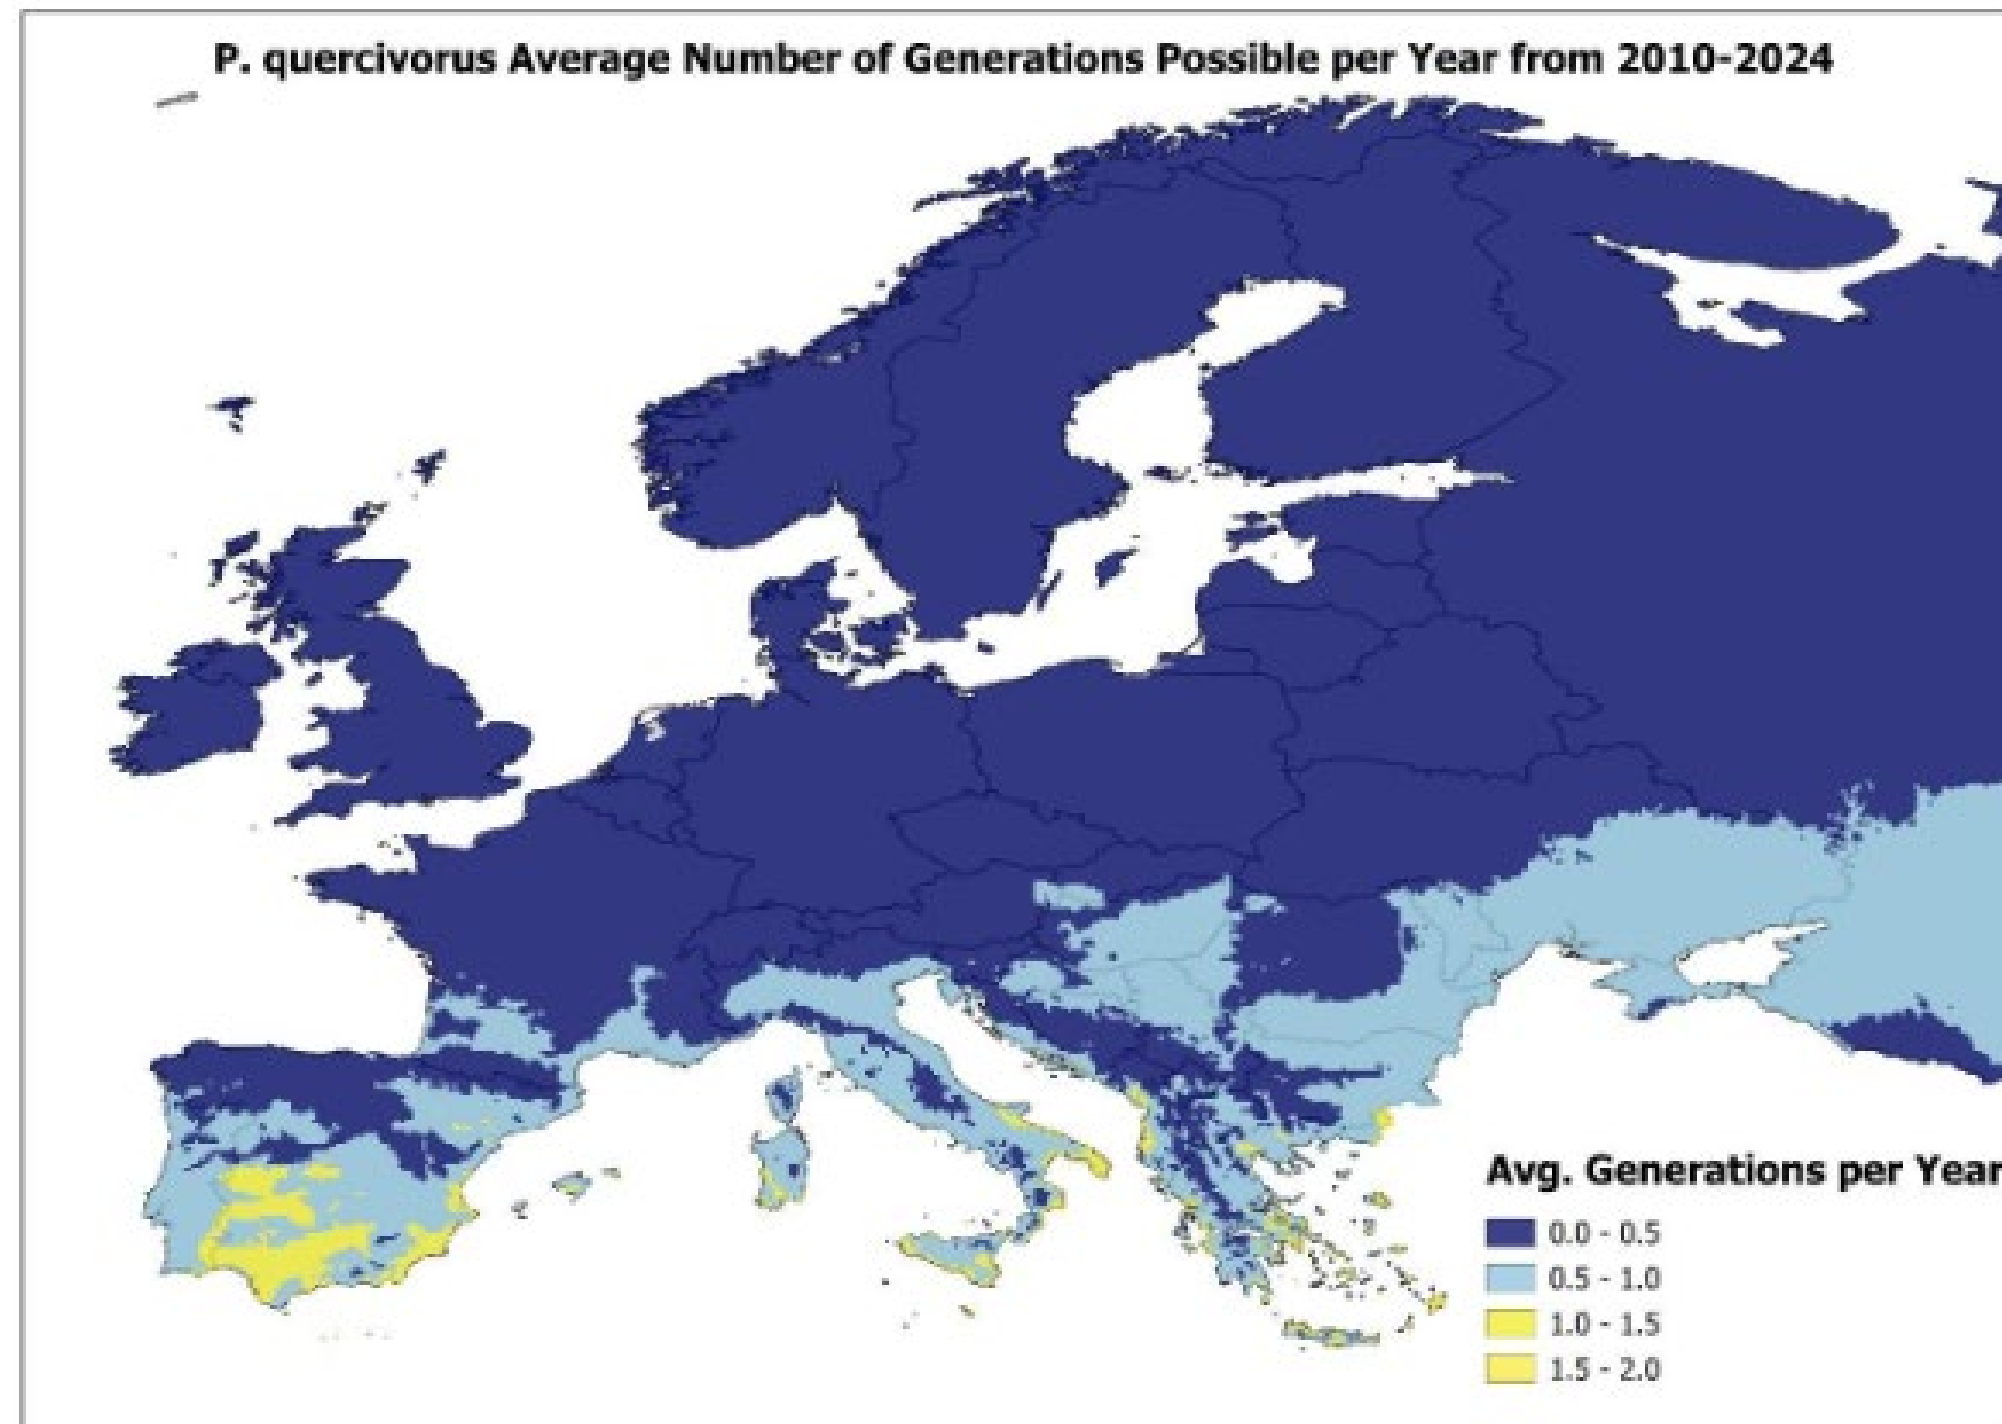 P. quercivorus Average Number of Generations Possible per Year from 2010-2024
Avg. Generations per Year
0.0 - 0.5
0.5 - 1.0
1.0 - 1.5
1.5 - 2.0